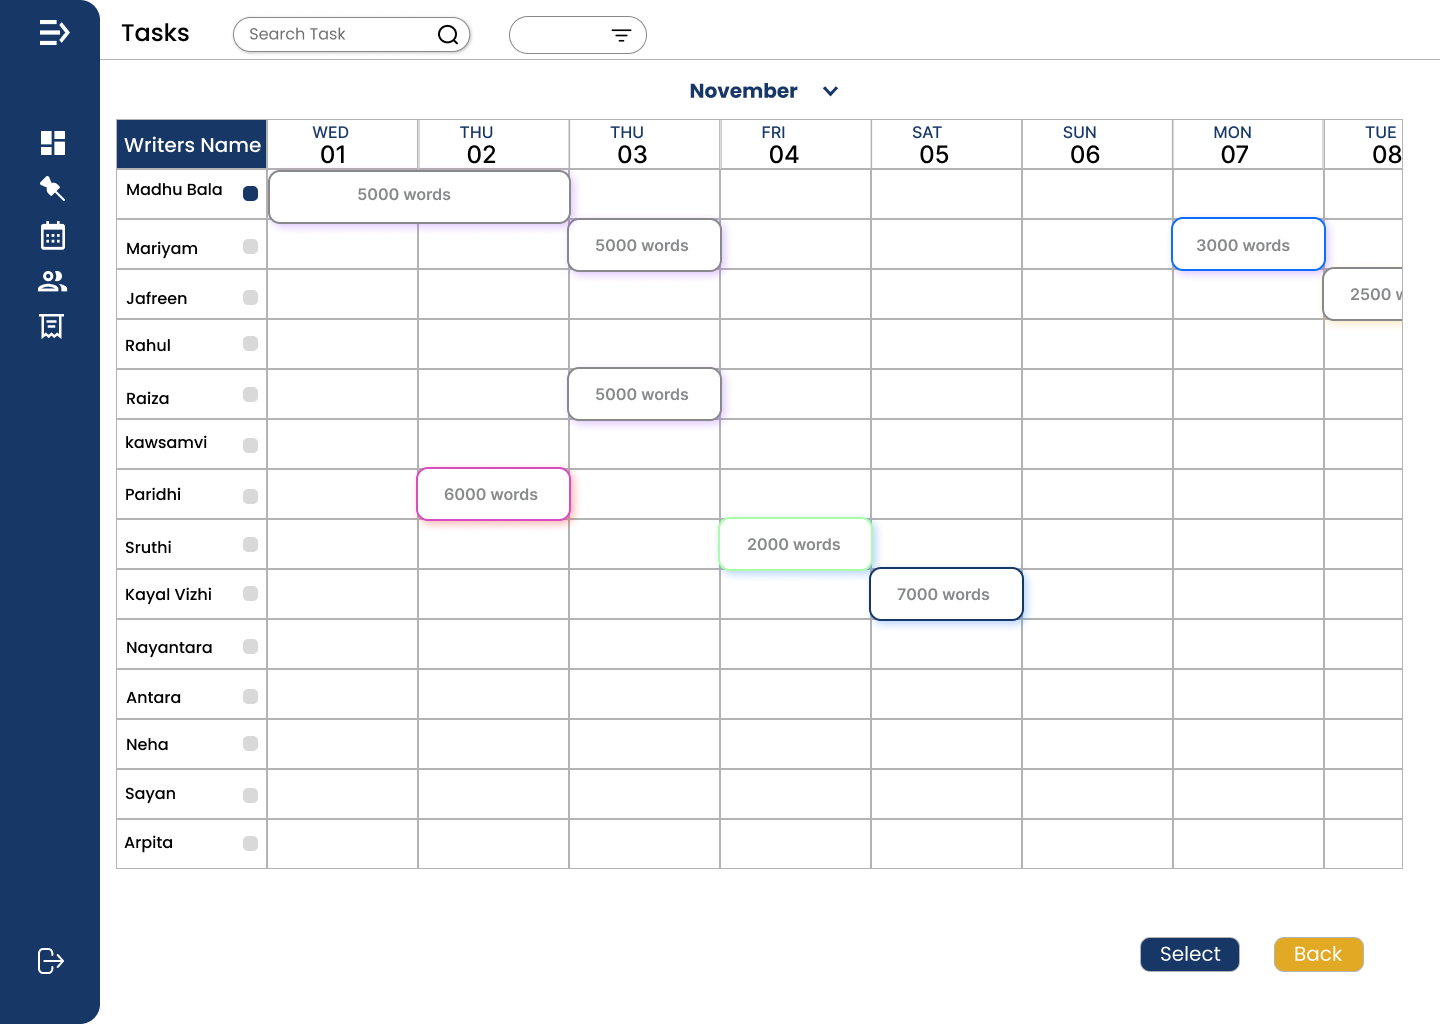 Tasks
Search Task
November
Writers Name
WED
01
THU
02
THU
03
FRI
04
SAT
05
SUN
06
MON
07
TUE
08
Madhu Bala
5000 words
Mariyam
5000 words
3000 words
Jafreen
2500 w
Rahul
Raiza
5000 words
kawsamvi
Paridhi
6000 words
Sruthi
2000 words
Kayal Vizhi
7000 words
Nayantara
Antara
Neha
Sayan
Arpita
Select
Back